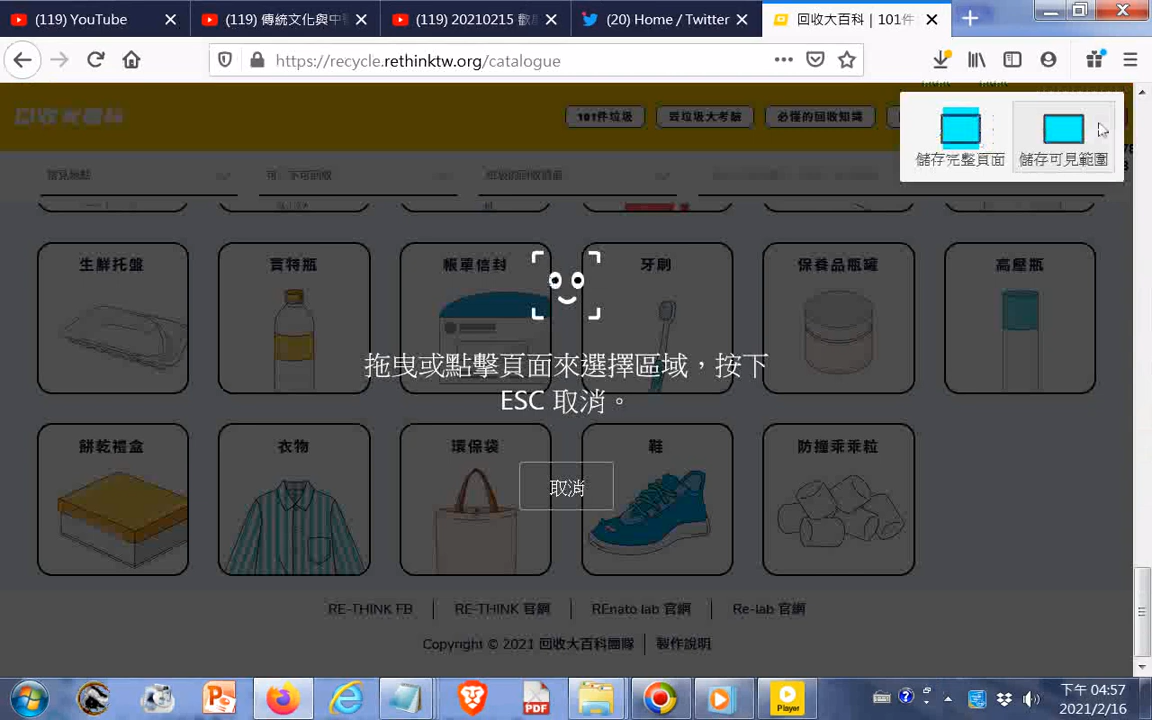 (119) YouTube
(119) 傳統文化與中
(119) 20210215
(20) Home / Twitter
回收大百科 | 101件
https://recycle.rethinktw.org/catalogue
回收大百科
101件垃圾
丟垃圾大考驗
必懂的回收知識
儲存完整頁面
儲存可見範圍
生鮮托盤
寶特瓶
帳單信封
牙刷
保養品瓶罐
高壓瓶
拖曳或點擊頁面來選擇區域，按下
ESC 取消。
餅乾禮盒
衣物
環保袋
鞋
防撞乖乖粒
取消
RE-THINK FB
RE-THINK 官網
REnato lab 官網
Re-lab 官網
Copyright © 2021 回收大百科團隊
製作說明
PDF
Player
下午 04:57
2021/2/16